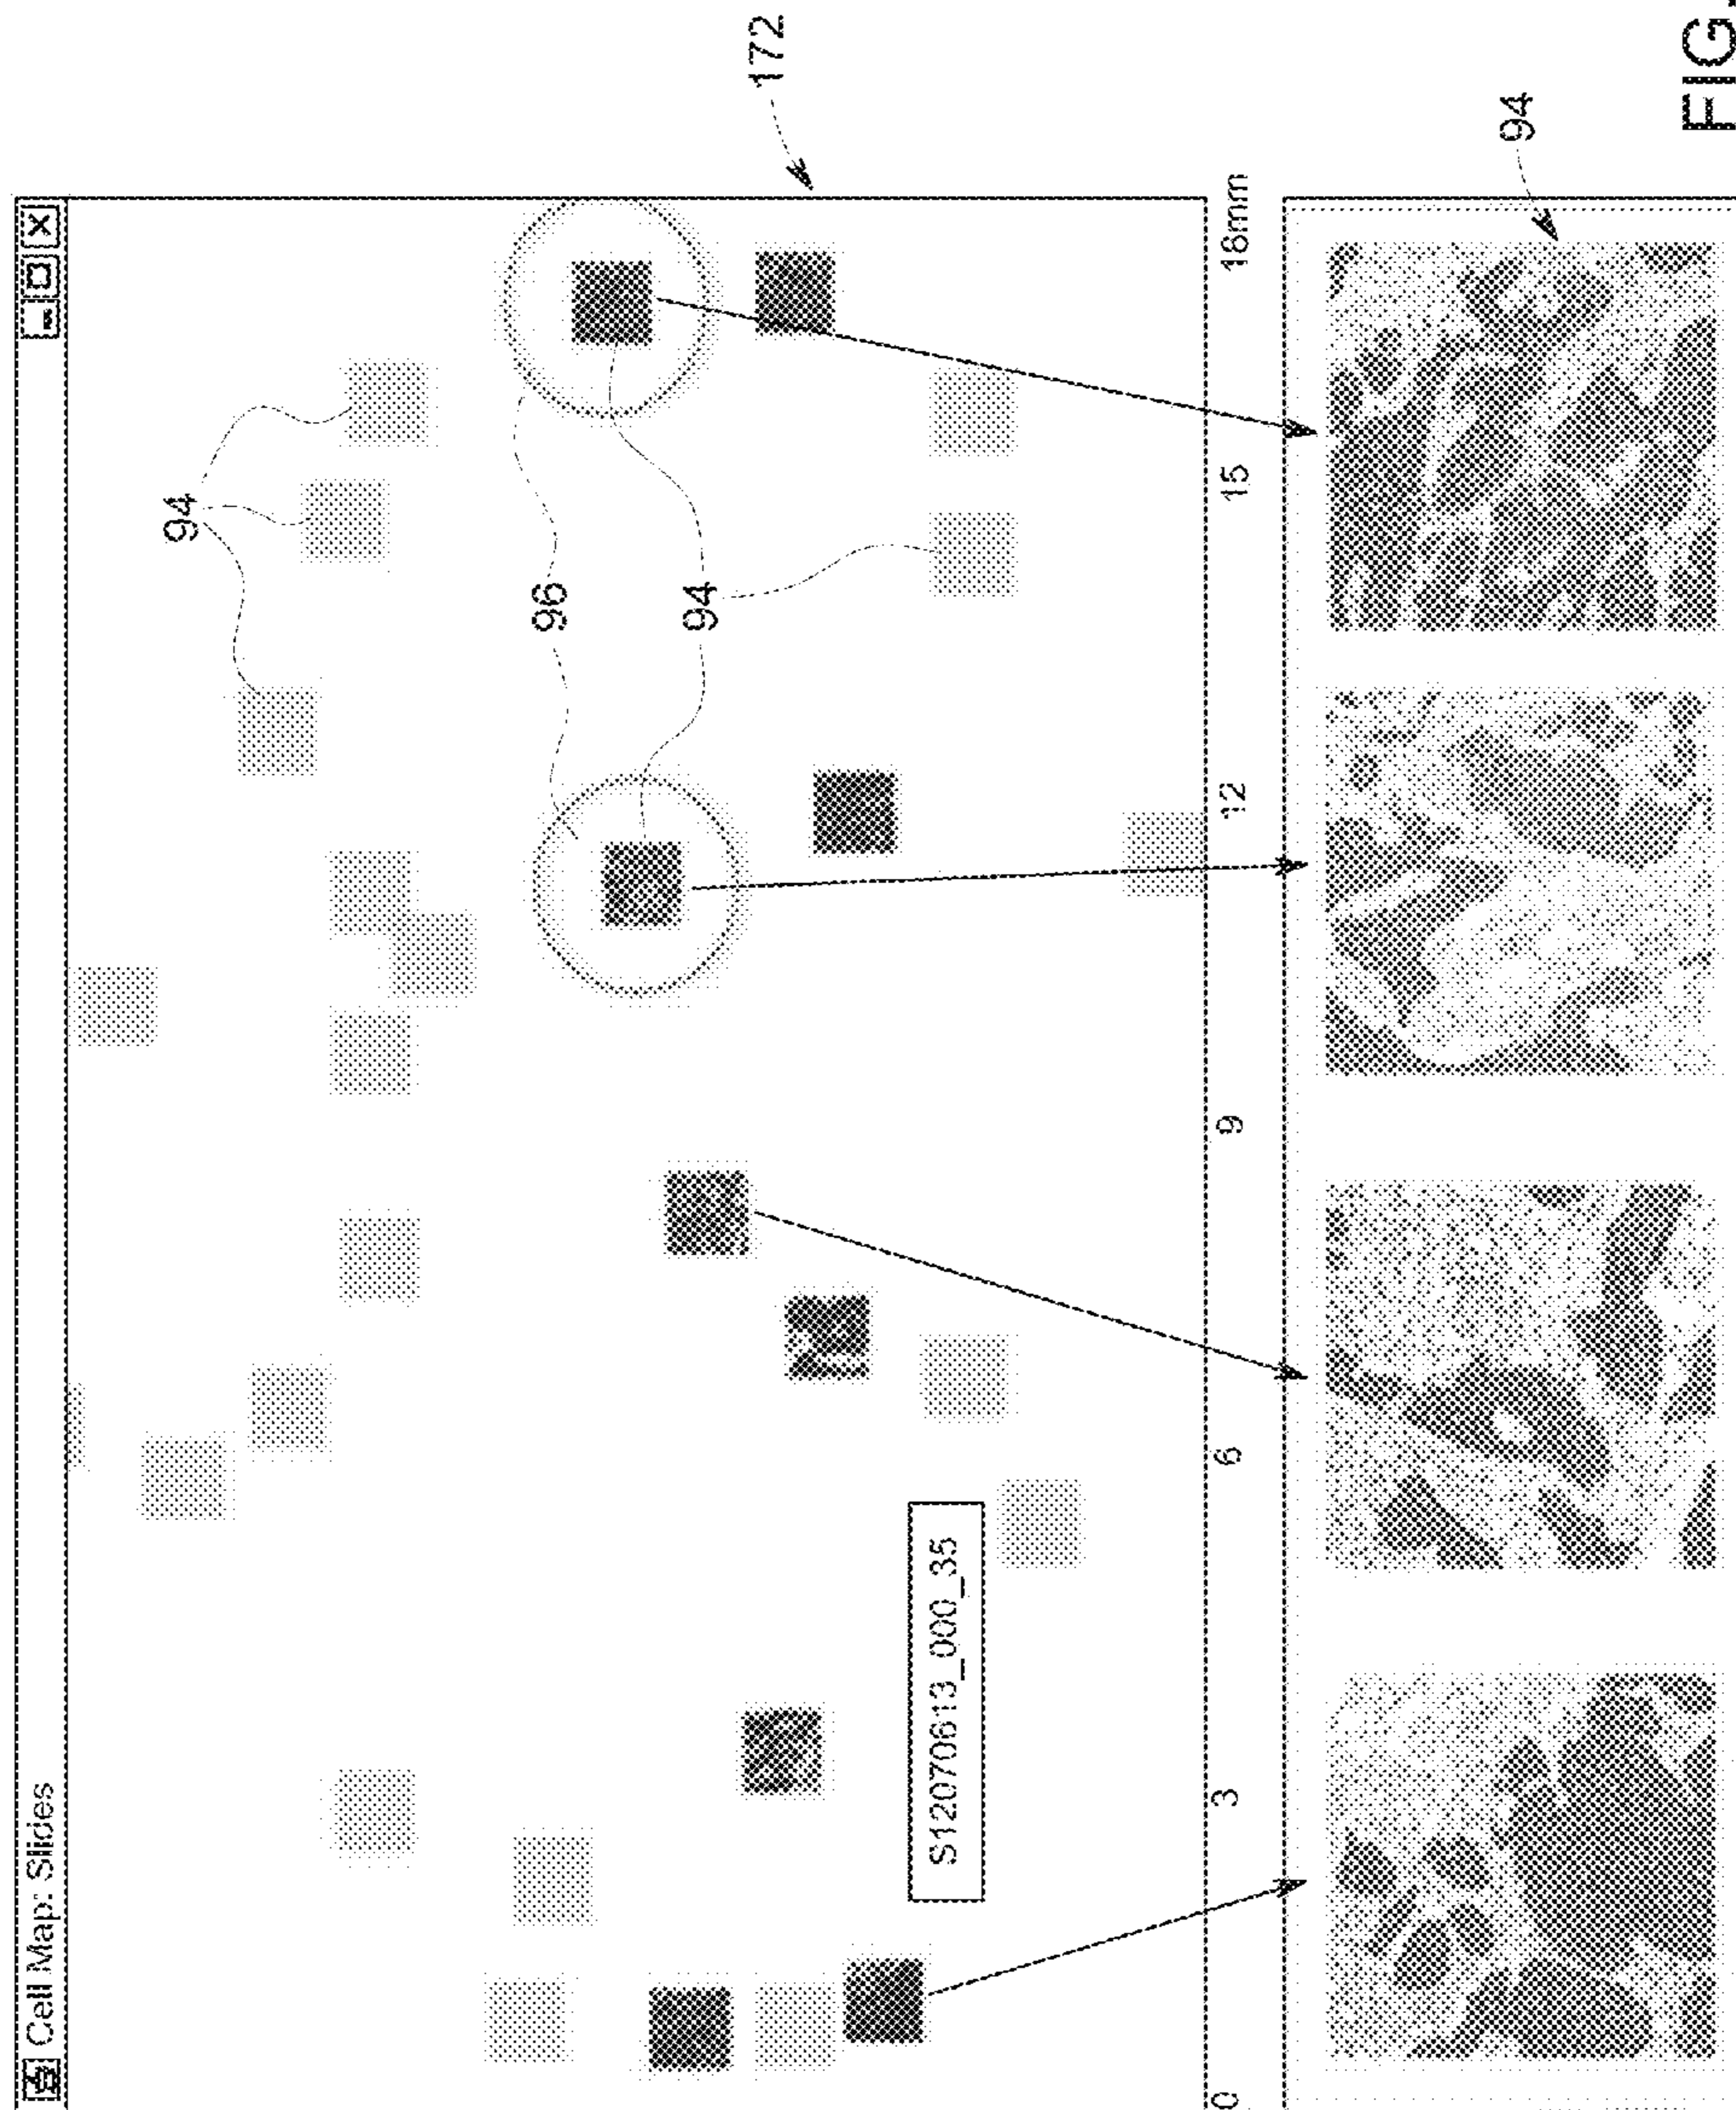 Cell Map: Slides
94
96
94
172
S12070613_000_35
0 3 6 9 12 15 18mm
94
FIG.